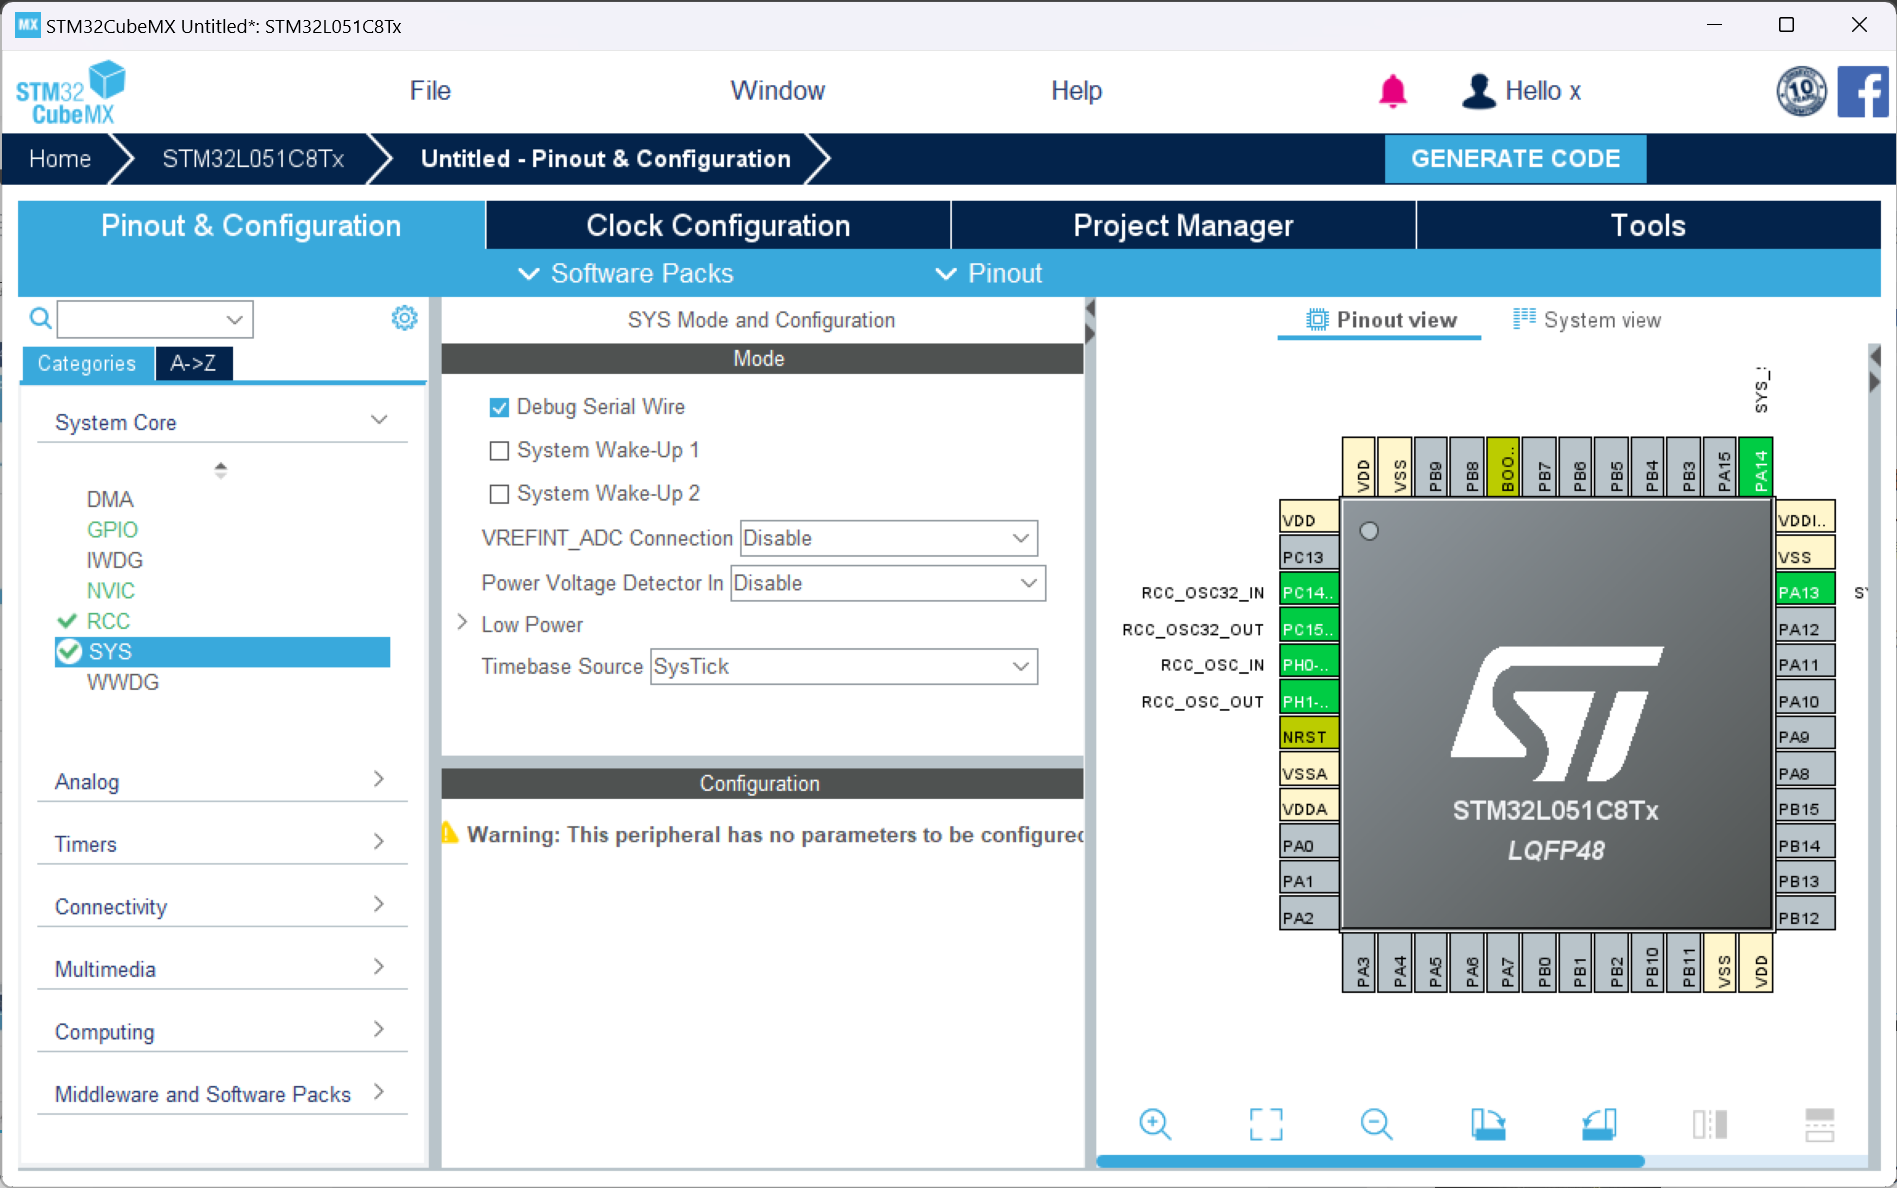 MX STM32CubeMX Untitled*: STM32L051C8Tx
STM32
CubeMX
File
Window
Help
Hello x
10
Home
STM32L051C8Tx
Untitled - Pinout & Configuration
GENERATE CODE
Pinout & Configuration
Clock Configuration
Project Manager
Tools
Software Packs
Pinout
Categories
A->Z
System Core
DMA
GPIO
IWDG
NVIC
RCC
SYS
WWDG
Analog
Timers
Connectivity
Multimedia
Computing
Middleware and Software Packs
SYS Mode and Configuration
Mode
Debug Serial Wire
System Wake-Up 1
System Wake-Up 2
VREFINT_ADC Connection Disable
Power Voltage Detector In Disable
Low Power
Timebase Source SysTick
Configuration
Warning: This peripheral has no parameters to be configured
Pinout view
System view
SYS_
VDD
VSS
PB9
PB8
BOO..
PB7
PB6
PB5
PB4
PB3
PA15
PA14
VDD
PC13
RCC_OSC32_IN PC14..
RCC_OSC32_OUT PC15..
RCC_OSC_IN PH0-..
RCC_OSC_OUT PH1-..
NRST
VSSA
VDDA
PA0
PA1
PA2
ST
STM32L051C8Tx
LQFP48
VDDI..
VSS
PA13
PA12
PA11
PA10
PA9
PA8
PB15
PB14
PB13
PB12
PA3
PA4
PA5
PA6
PA7
PB0
PB1
PB2
PB10
PB11
VSS
VDD